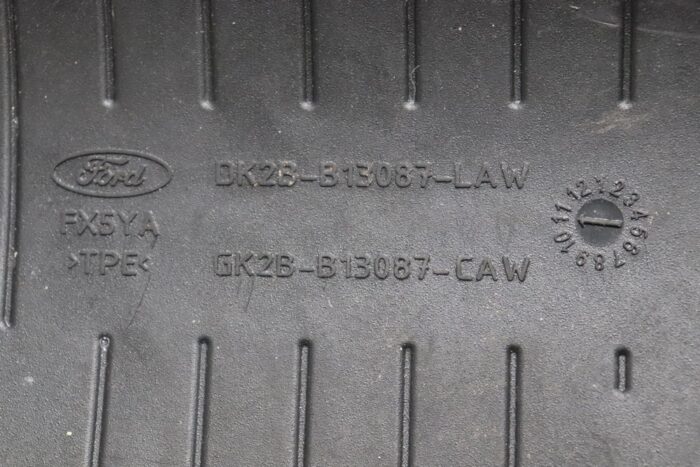 Ford
DK2B-B13087-LAW
FX5YA
>TPE<
GK2B-B13087-CAW
12 1 2 3 4 5 6 7 8 9 10 11